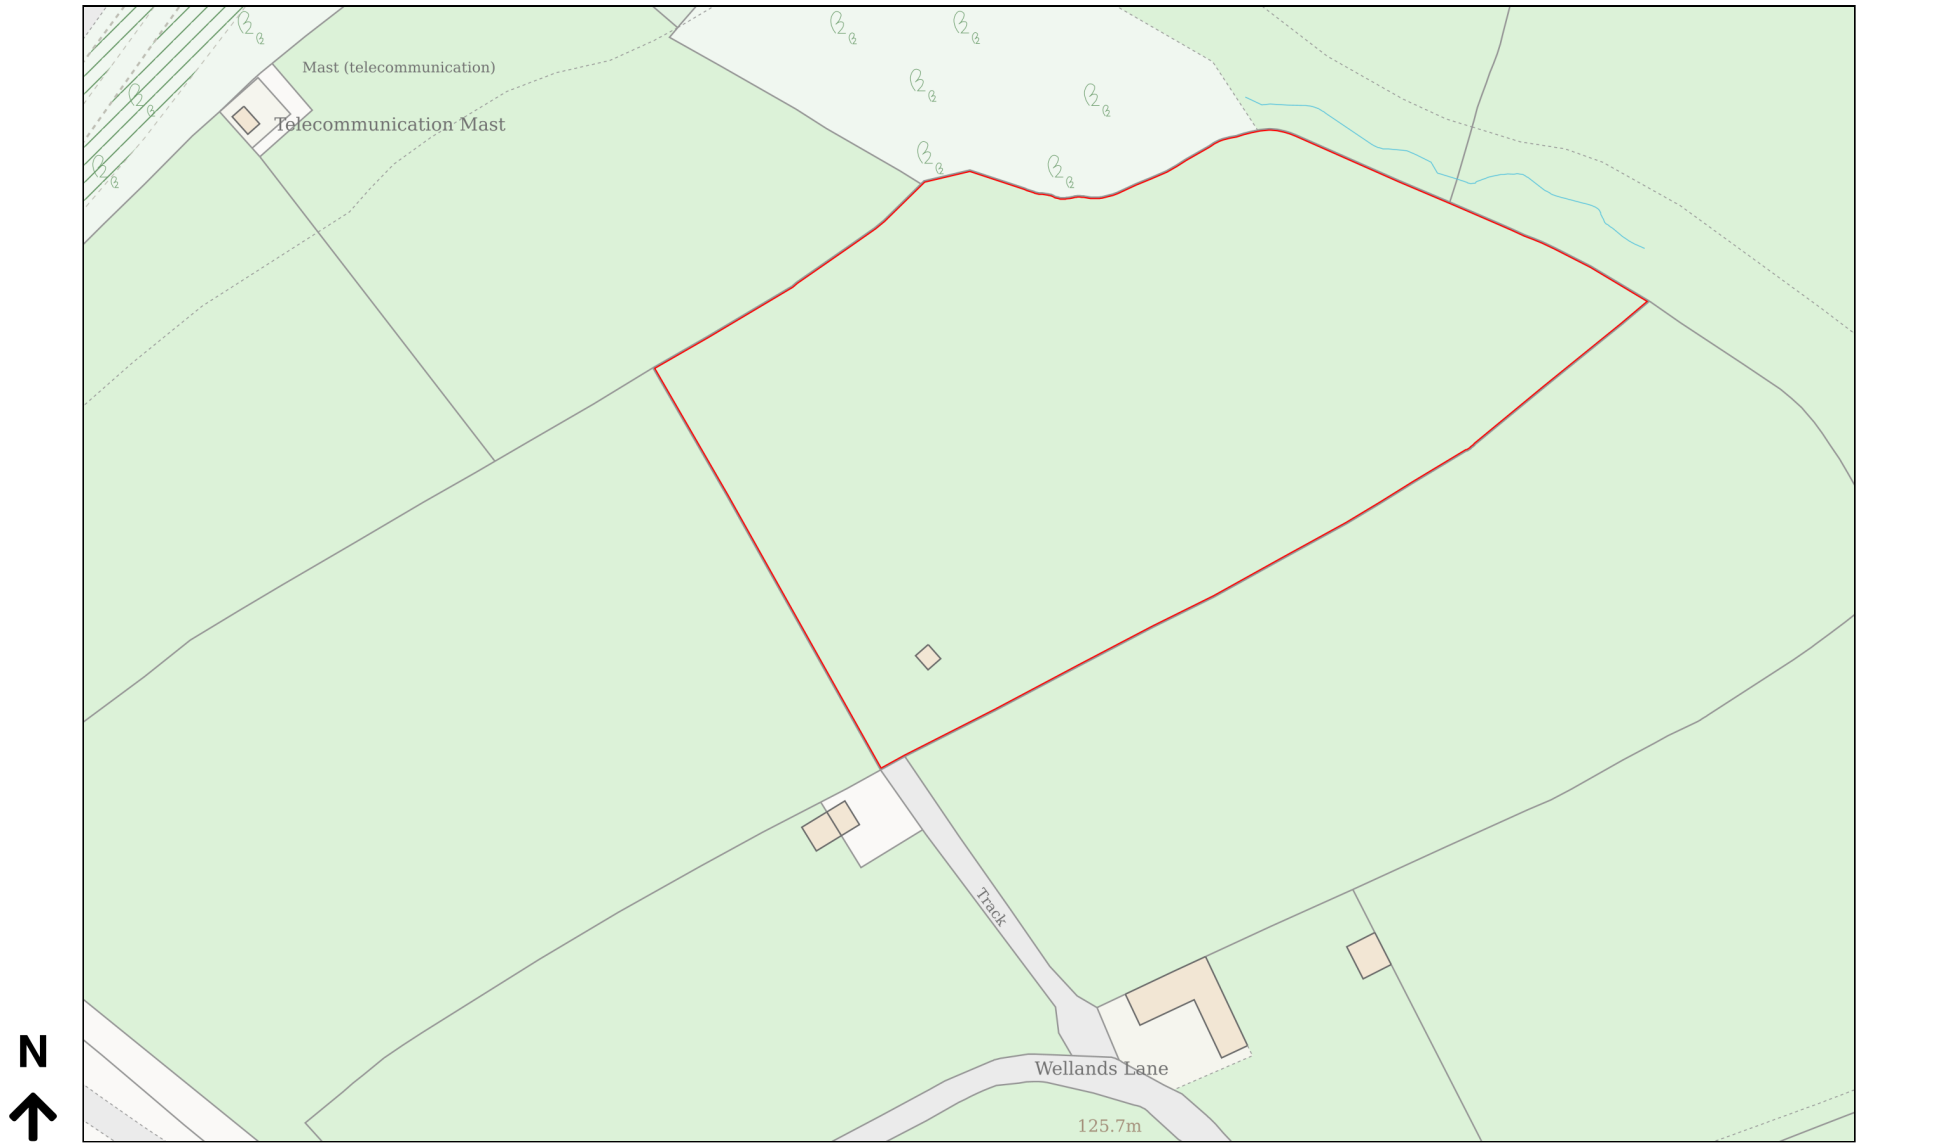 Mast (telecommunication)
Telecommunication Mast
Track
N
Wellands Lane
125.7m